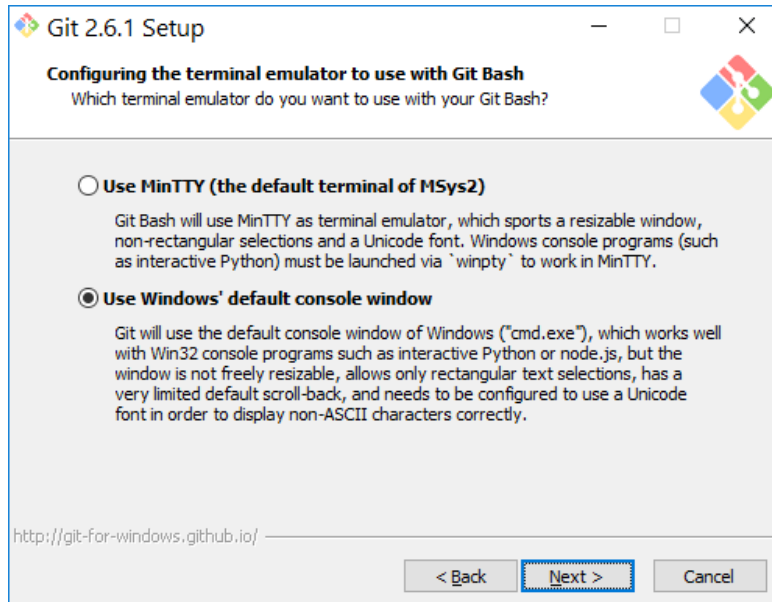 Git 2.6.1 Setup
Configuring the terminal emulator to use with Git Bash
Which terminal emulator do you want to use with your Git Bash?
Use MinTTY (the default terminal of MSys2)
Git Bash will use MinTTY as terminal emulator, which sports a resizable window,
non-rectangular selections and a Unicode font. Windows console programs (such
as interactive Python) must be launched via `winpty` to work in MinTTY.
Use Windows' default console window
Git will use the default console window of Windows ("cmd.exe"), which works well
with Win32 console programs such as interactive Python or node.js, but the
window is not freely resizable, allows only rectangular text selections, has a
very limited default scroll-back, and needs to be configured to use a Unicode
font in order to display non-ASCII characters correctly.
http://git-for-windows.github.io/
< Back Next > Cancel